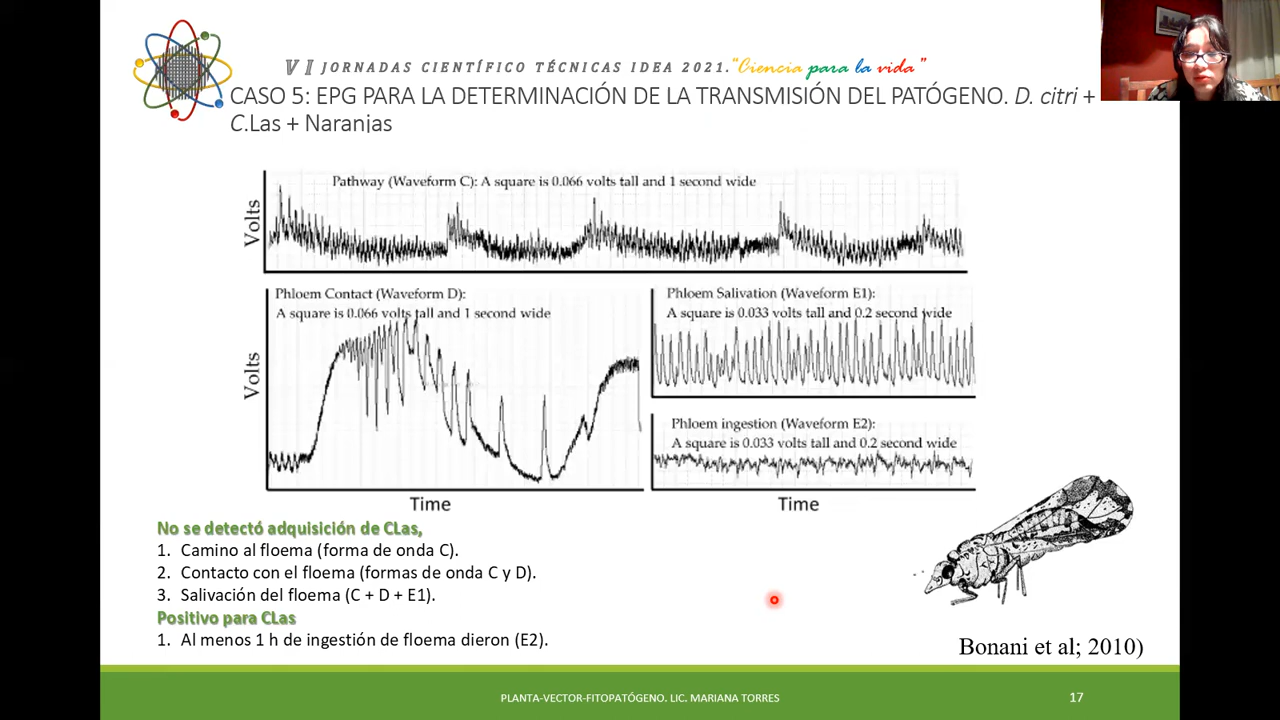 VI JORNADAS CIENTÍFICO TÉCNICAS IDEA 2021. “Ciencia para la vida”
CASO 5: EPG PARA LA DETERMINACIÓN DE LA TRANSMISIÓN DEL PATÓGENO. D. citri +
C.Las + Naranjas
Pathway (Waveform C): A square is 0.066 volts tall and 1 second wide
Volts
Phloem Contact (Waveform D):
A square is 0.066 volts tall and 1 second wide
Volts
Time
Phloem Salivation (Waveform E1):
A square is 0.033 volts tall and 0.2 second wide
Phloem ingestion (Waveform E2):
A square is 0.033 volts tall and 0.2 second wide
Time
No se detectó adquisición de CLas,
1. Camino al floema (forma de onda C).
2. Contacto con el floema (formas de onda C y D).
3. Salivación del floema (C + D + E1).
Positivo para CLas
1. Al menos 1 h de ingestión de floema dieron (E2).
Bonani et al; 2010)
PLANTA-VECTOR-FITOPATÓGENO. LIC. MARIANA TORRES
17